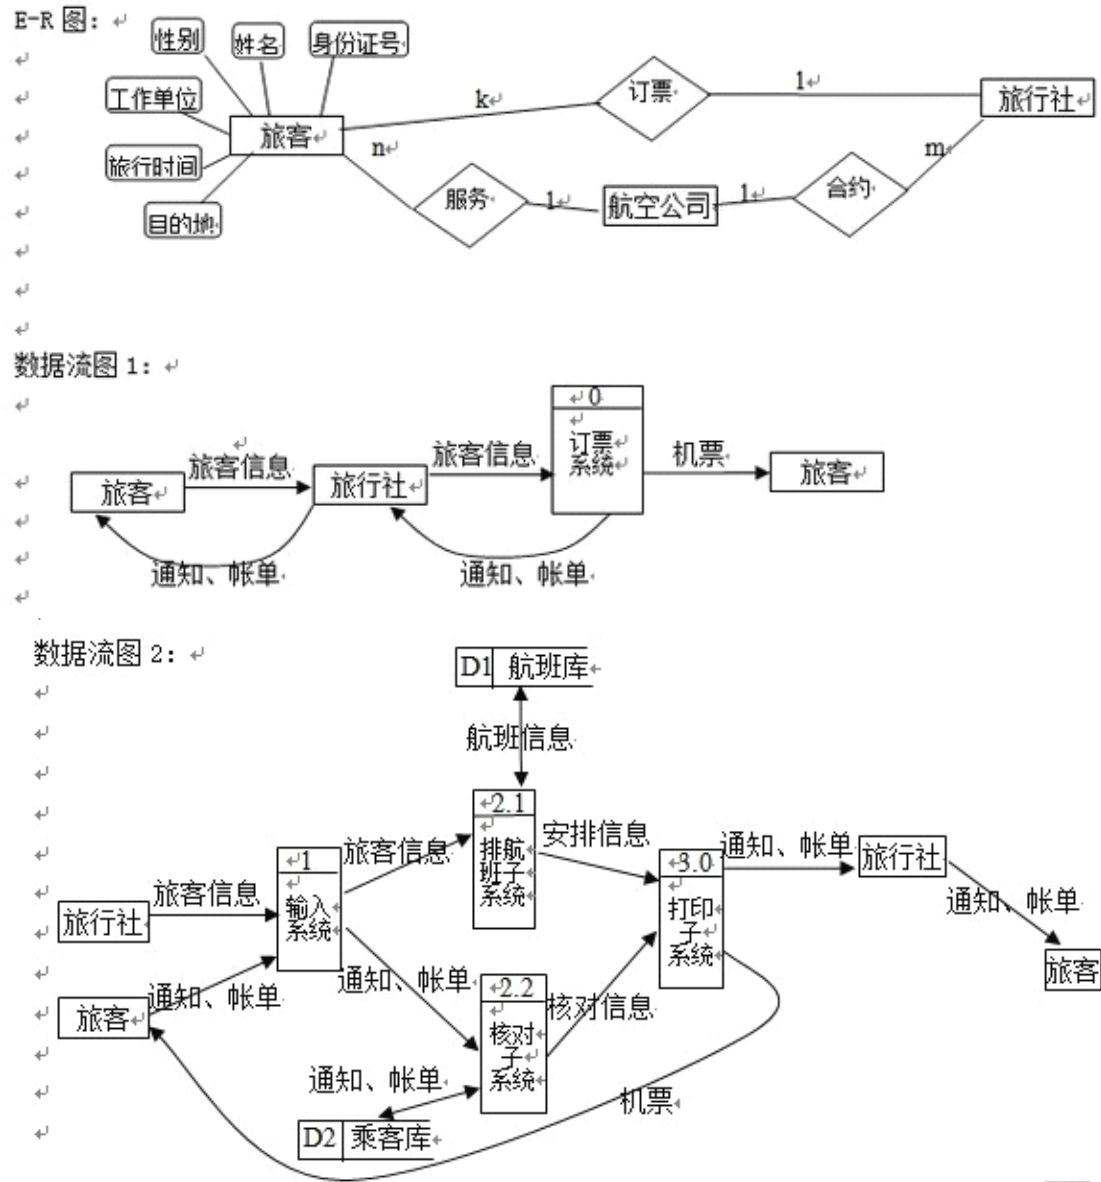 E-R 图:
性别
姓名
身份证号
工作单位
旅客
旅行时间
目的地
k
订票
1
旅行社
n
服务
1
航空公司
1
合约
m
数据流图 1:
旅客
旅客信息
旅行社
旅客信息
0
订票
系统
机票
旅客
通知、帐单
通知、帐单
数据流图 2:
D1 航班库
航班信息
2.1
排航
班子
系统
旅客信息
安排信息
通知、帐单
旅行社
1
输入
系统
3.0
打印
子
系统
旅客信息
旅行社
通知、帐单
旅客
通知、帐单
旅客
通知、帐单
2.2
核对
子
系统
核对信息
通知、帐单
机票
D2 乘客库